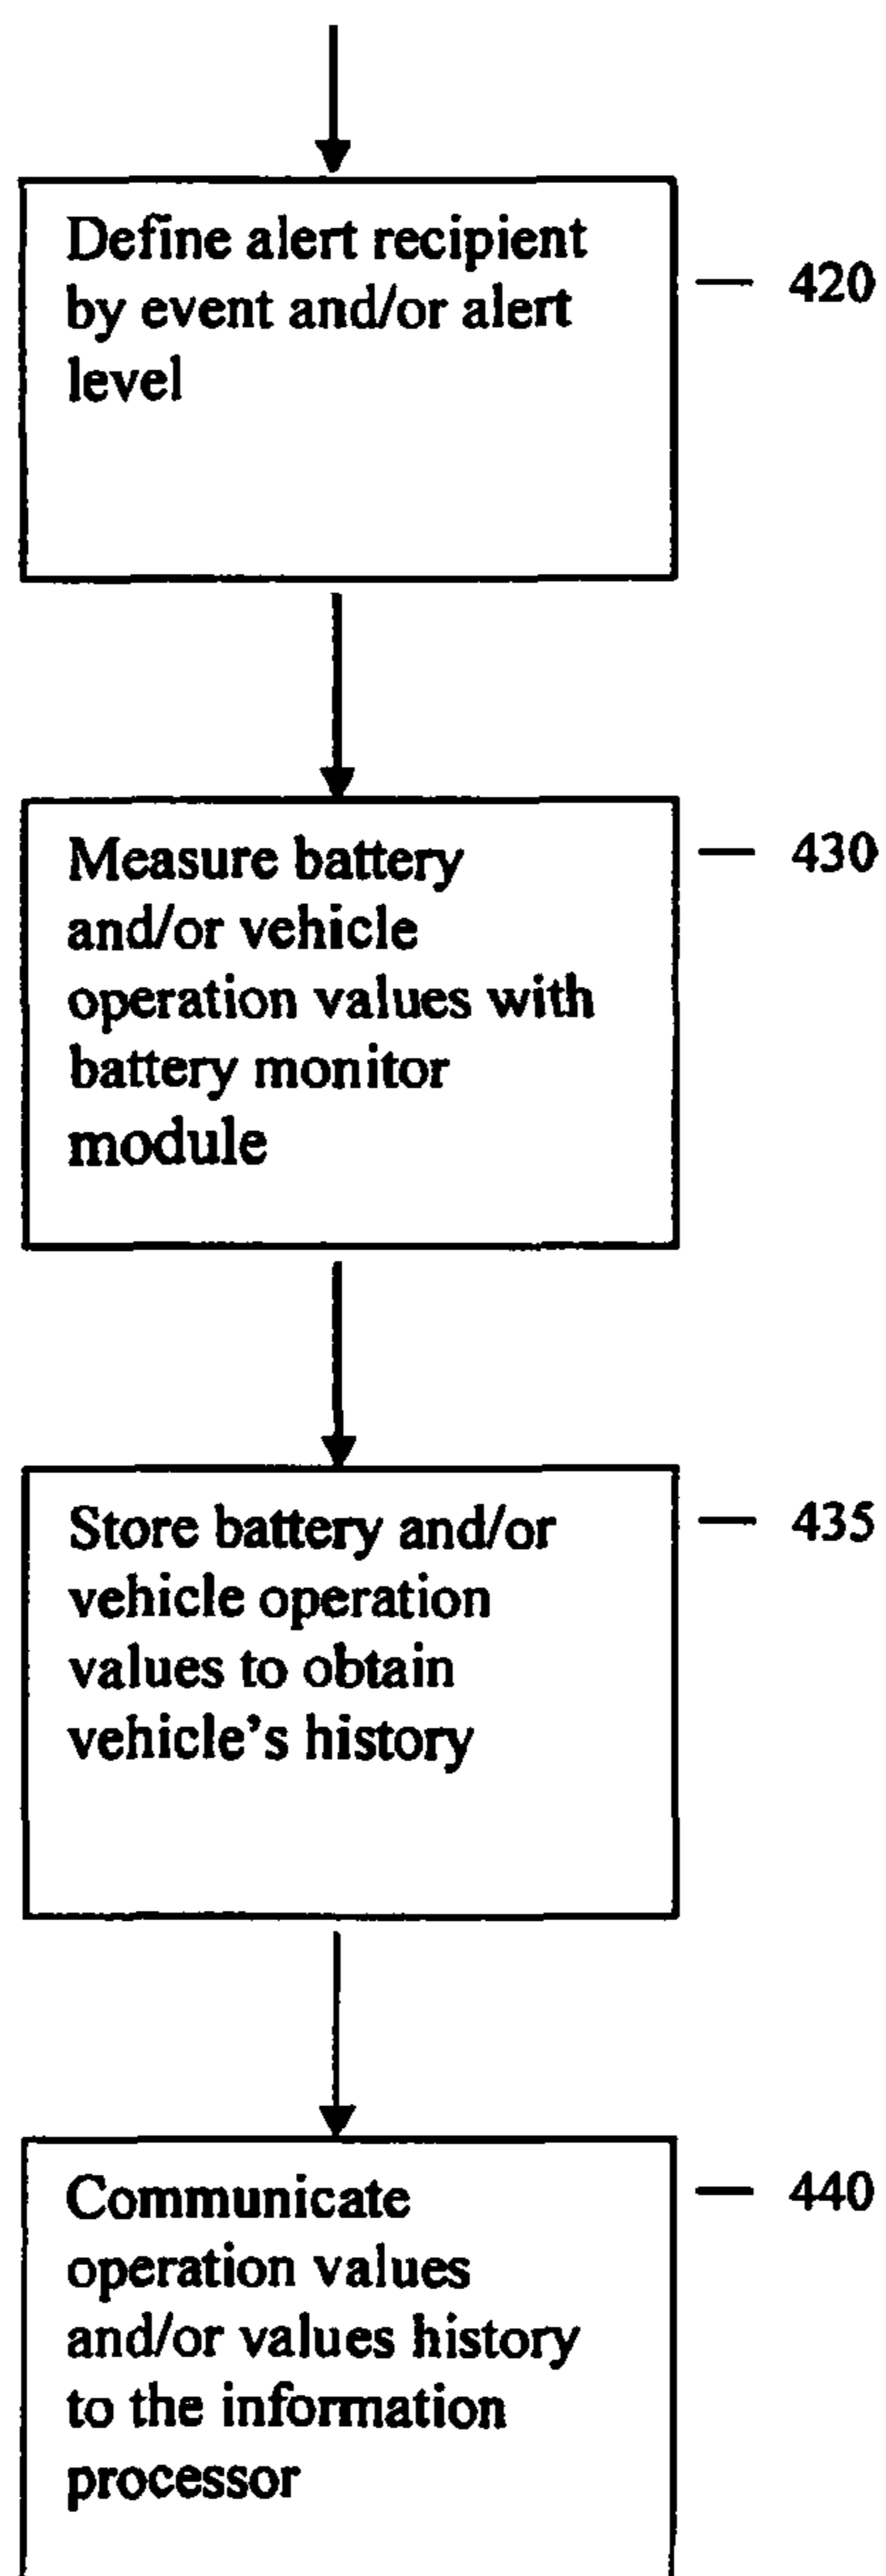 Define alert recipient
by event and/or alert
level
420
Measure battery
and/or vehicle
operation values with
battery monitor
module
430
Store battery and/or
vehicle operation
values to obtain
vehicle's history
435
Communicate
operation values
and/or values history
to the information
processor
440